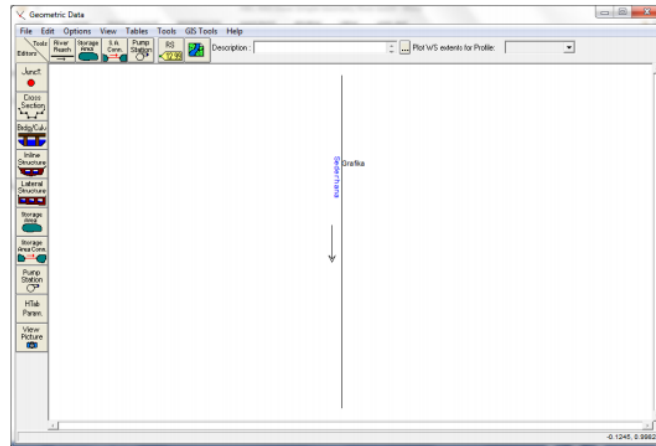 Geometric Data
File Edit Options View Tables Tools GIS Tools Help
Tools River Reach Storage Area S.A. Conn. Pump Station RS Description : ... Plot WS extents for Profile:
Editors
Junct.
Cross Section
Brdg/Culv
Inline Structure
Lateral Structure
Storage Area
Storage Area Conn.
Pump Station
HTab Param.
View Picture
Sederhana
Grafika
-0.1245, 0.9982